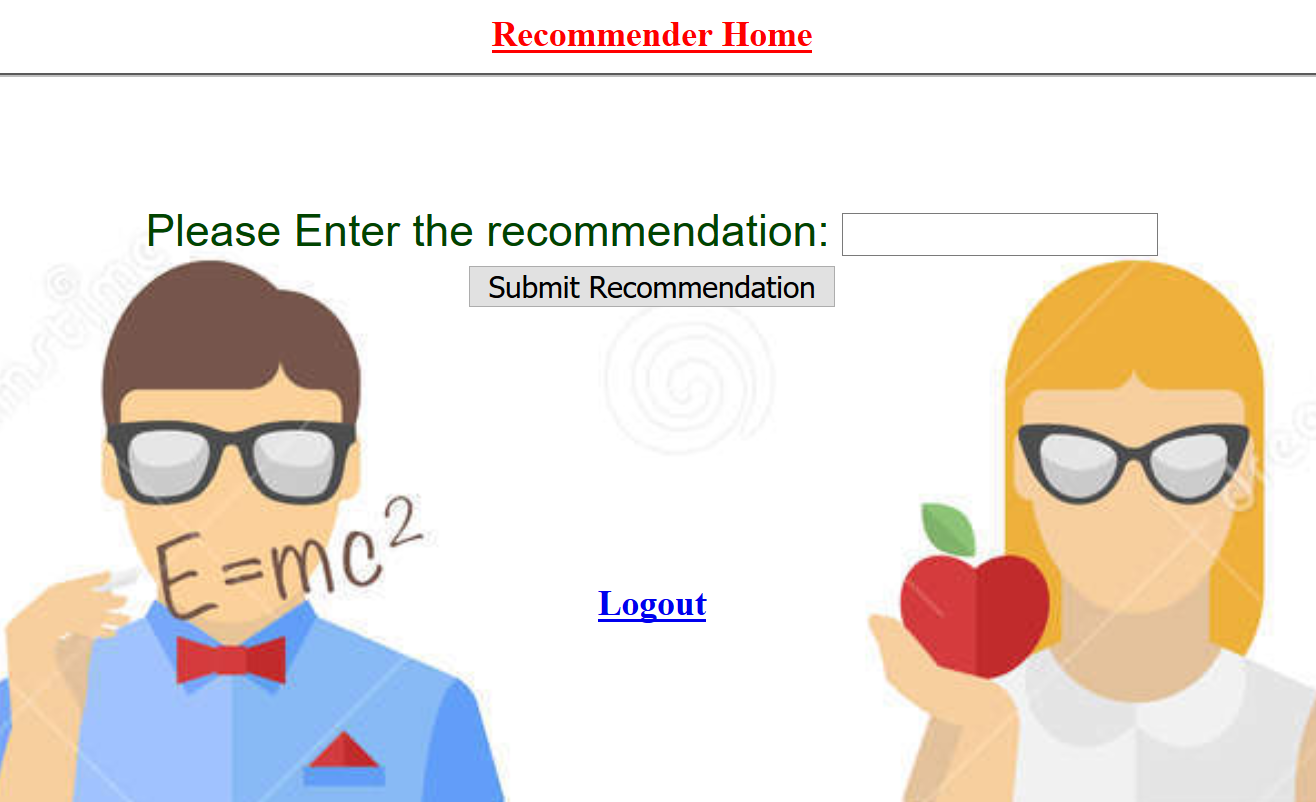 Recommender Home
Please Enter the recommendation:
Submit Recommendation
E=mc²
Logout